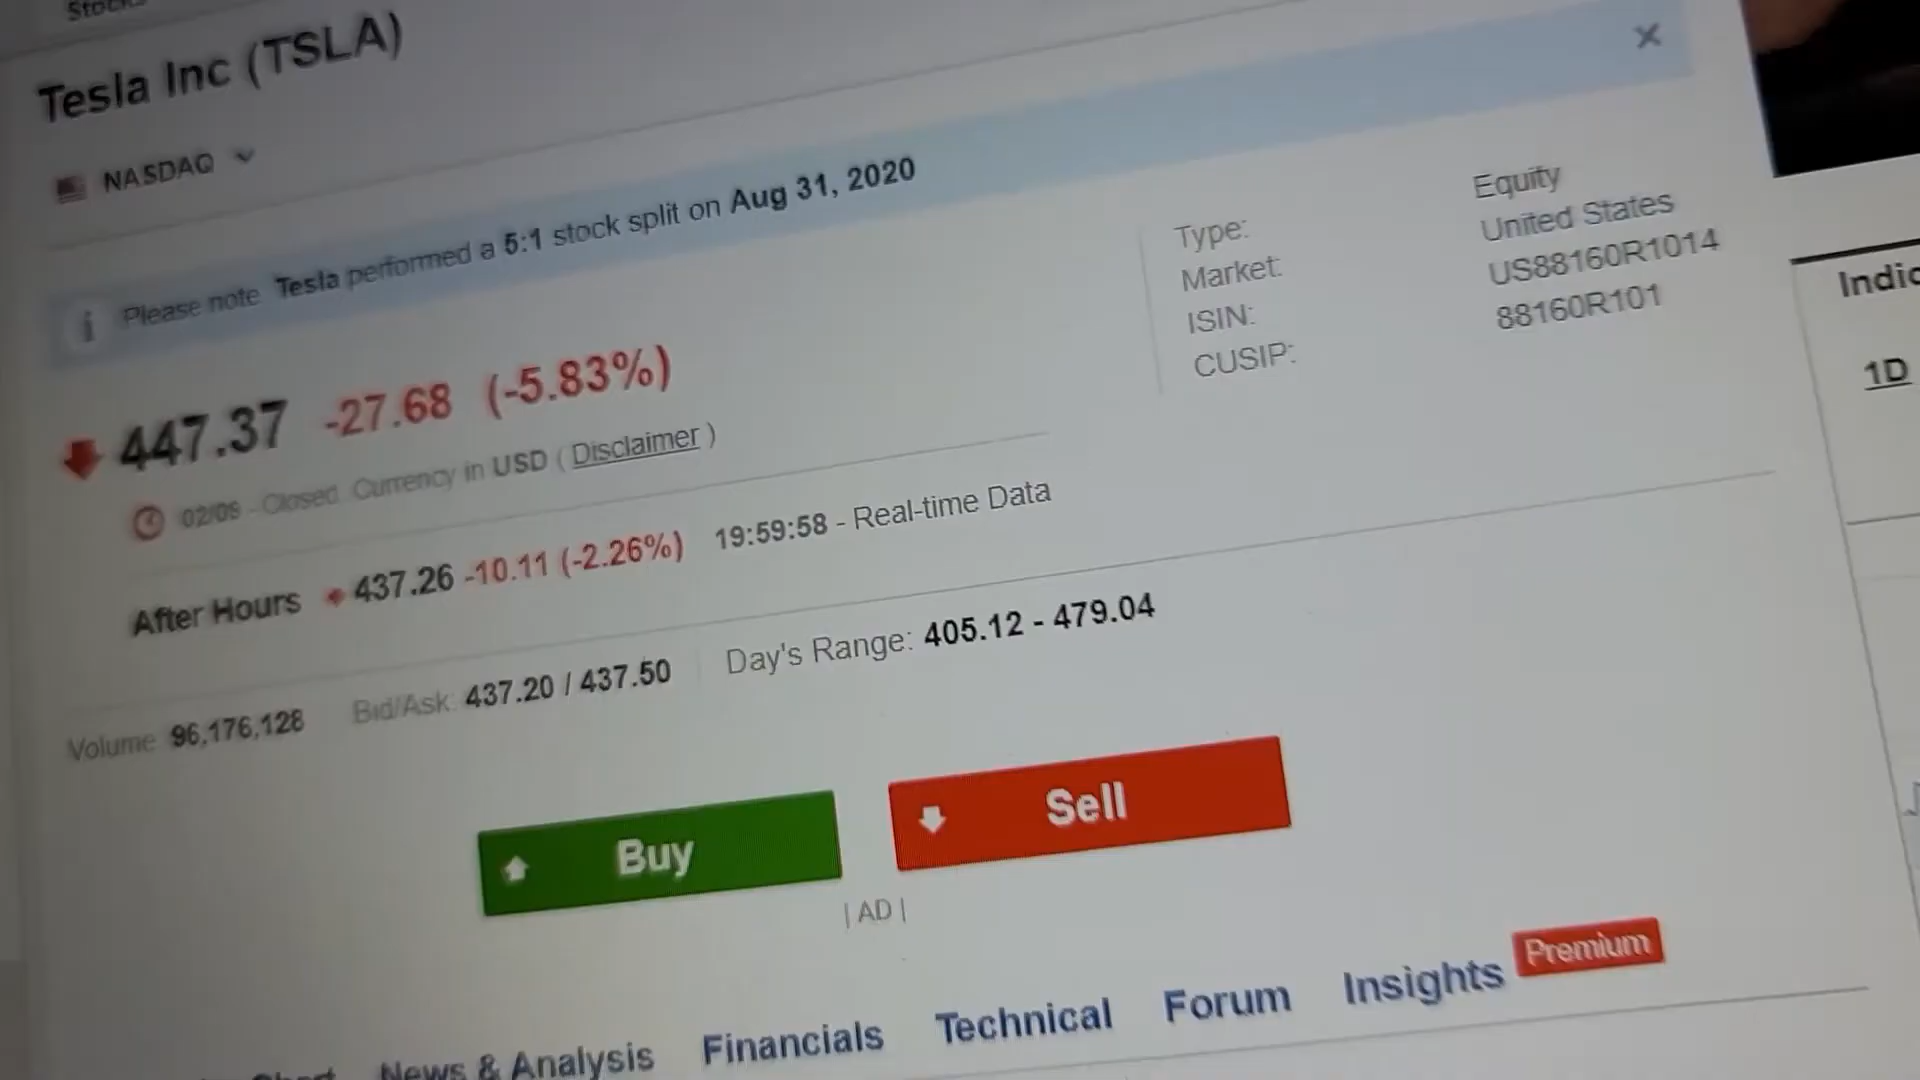 Stocks
Tesla Inc (TSLA)
NASDAQ
Please note Tesla performed a 5:1 stock split on Aug 31, 2020
447.37 -27.68 (-5.83%)
02/09 - Closed. Currency in USD ( Disclaimer )
After Hours 437.26 -10.11 (-2.26%) 19:59:58 - Real-time Data
Volume: 96,176,128 Bid/Ask: 437.20 / 437.50 Day's Range: 405.12 - 479.04
Type: Equity
Market: United States
ISIN: US88160R1014
CUSIP: 88160R101
Buy
Sell
| AD |
Chart News & Analysis Financials Technical Forum Insights Premium
1D